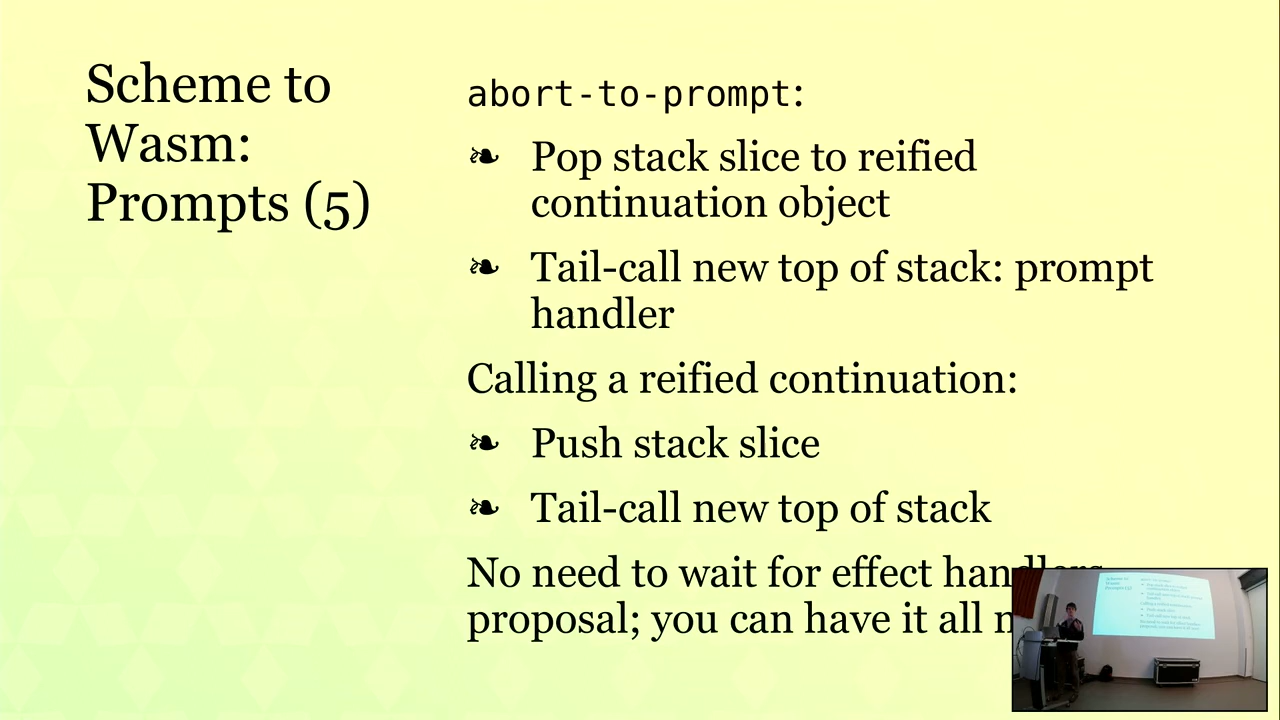 Scheme to
Wasm:
Prompts (5)
abort-to-prompt:
❧ Pop stack slice to reified
continuation object
❧ Tail-call new top of stack: prompt
handler
Calling a reified continuation:
❧ Push stack slice
❧ Tail-call new top of stack
No need to wait for effect handlers
proposal; you can have it all